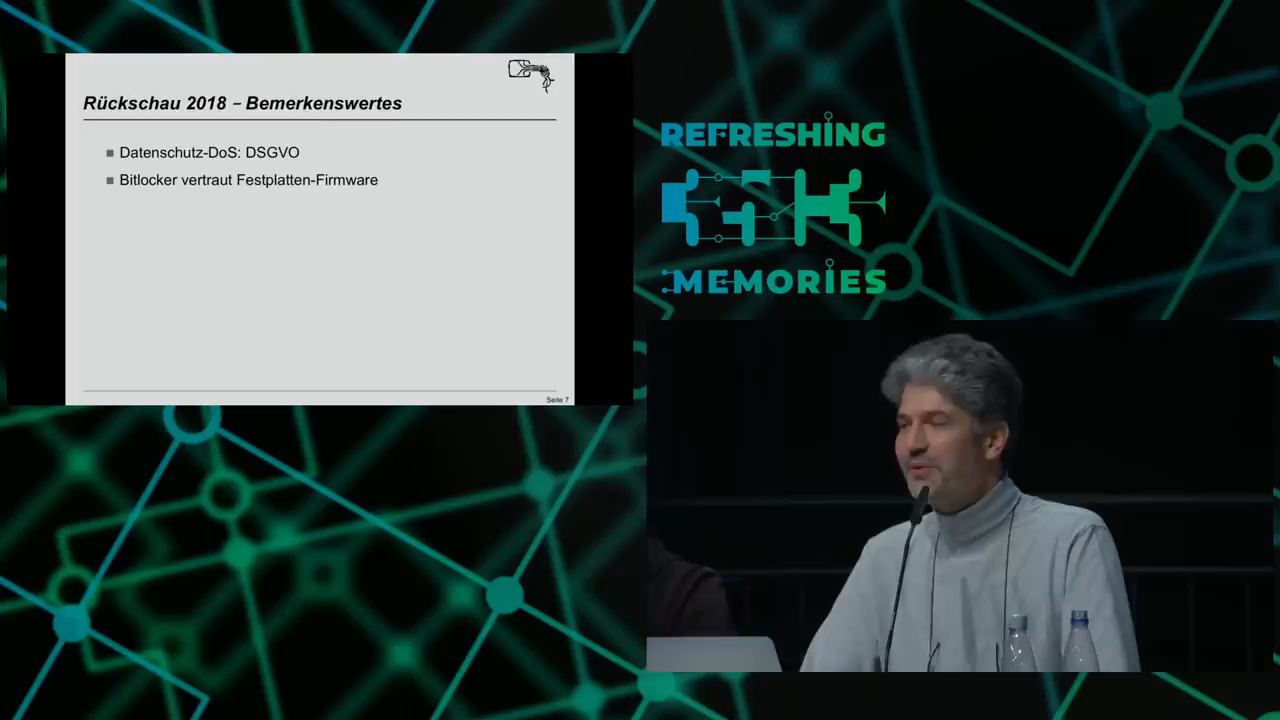 Rückschau 2018 – Bemerkenswertes
Datenschutz-DoS: DSGVO
Bitlocker vertraut Festplatten-Firmware
Seite 7
REFRESHING
MEMORIES